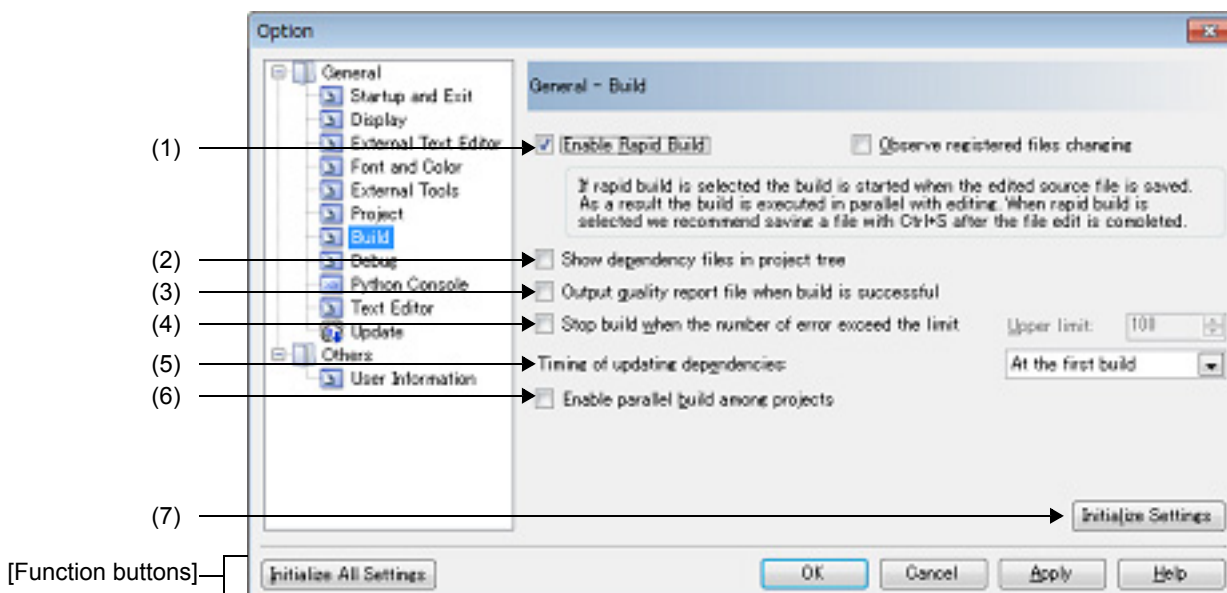 Option
General
Startup and Exit
Display
External Text Editor
Font and Color
External Tools
Project
Build
Debug
Python Console
Text Editor
Update
Others
User Information
General - Build
(1)
Enable Rapid Build
Observe registered files changing
If rapid build is selected the build is started when the edited source file is saved.
As a result the build is executed in parallel with editing. When rapid build is
selected we recommend saving a file with Ctrl+S after the file edit is completed.
(2)
Show dependency files in project tree
(3)
Output quality report file when build is successful
(4)
Stop build when the number of error exceed the limit
Upper limit:
100
(5)
Timing of updating dependencies:
At the first build
(6)
Enable parallel build among projects
(7)
Initialize Settings
[Function buttons]
Initialize All Settings
OK
Cancel
Apply
Help